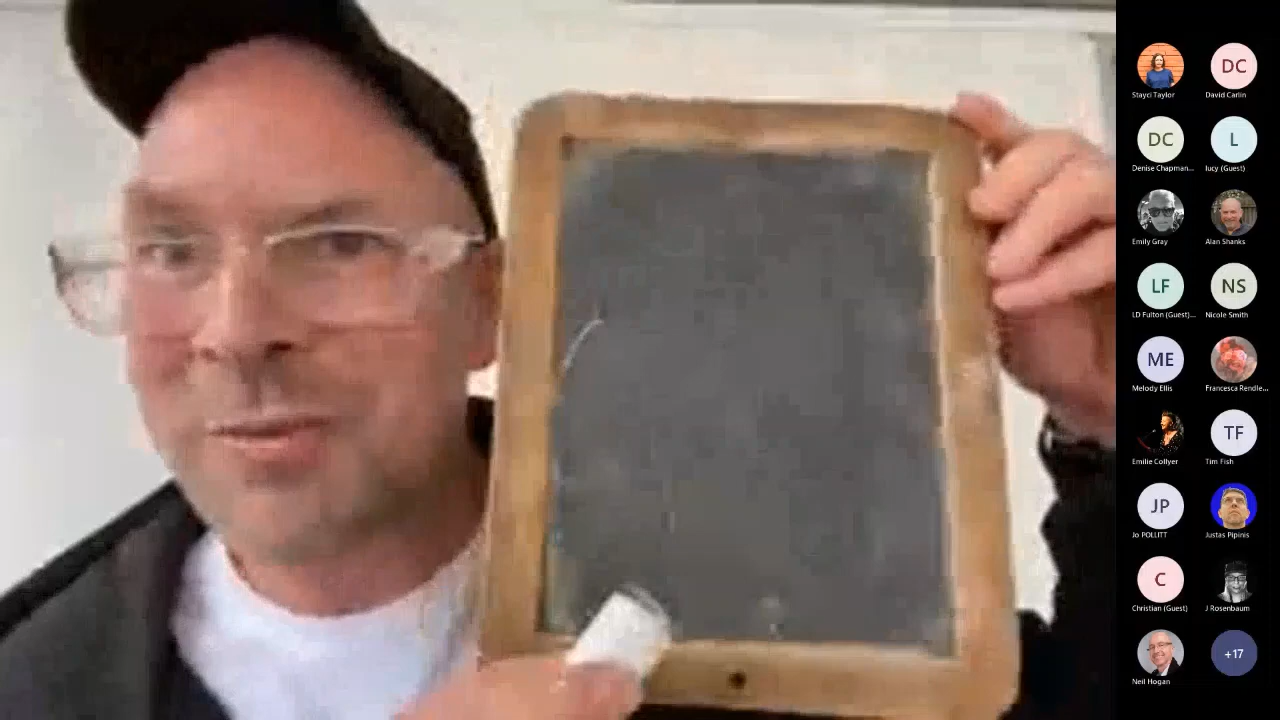 Stayci Taylor
DC
David Carlin
DC
Denise Chapman...
L
lucy (Guest)
Emily Gray
Alan Shanks
LF
LD Fulton (Guest)...
NS
Nicole Smith
ME
Melody Ellis
Francesca Rendle...
Emilie Collyer
TF
Tim Fish
JP
Jo POLLITT
Justas Pipinis
C
Christian (Guest)
J Rosenbaum
Neil Hogan
+17